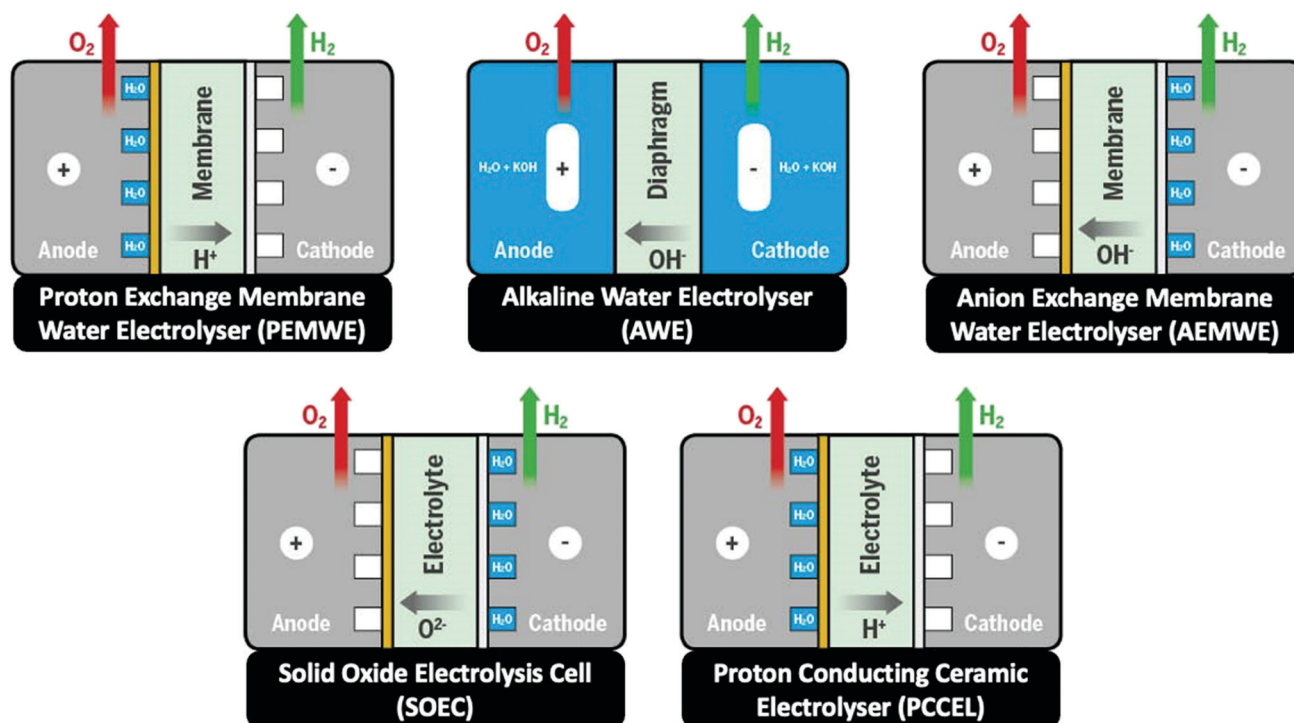 O₂
H₂
H₂O
H₂O
H₂O
H₂O
+
-
Membrane
Anode
Cathode
H⁺
Proton Exchange Membrane
Water Electrolyser (PEMWE)
O₂
H₂
H₂O + KOH
+
-
H₂O + KOH
Diaphragm
Anode
Cathode
OH⁻
Alkaline Water Electrolyser
(AWE)
O₂
H₂
H₂O
H₂O
H₂O
H₂O
+
-
Membrane
Anode
Cathode
OH⁻
Anion Exchange Membrane
Water Electrolyser (AEMWE)
O₂
H₂
H₂O
H₂O
H₂O
H₂O
+
-
Electrolyte
Anode
Cathode
O²⁻
Solid Oxide Electrolysis Cell
(SOEC)
O₂
H₂
H₂O
H₂O
H₂O
H₂O
+
-
Electrolyte
Anode
Cathode
H⁺
Proton Conducting Ceramic
Electrolyser (PCCEL)